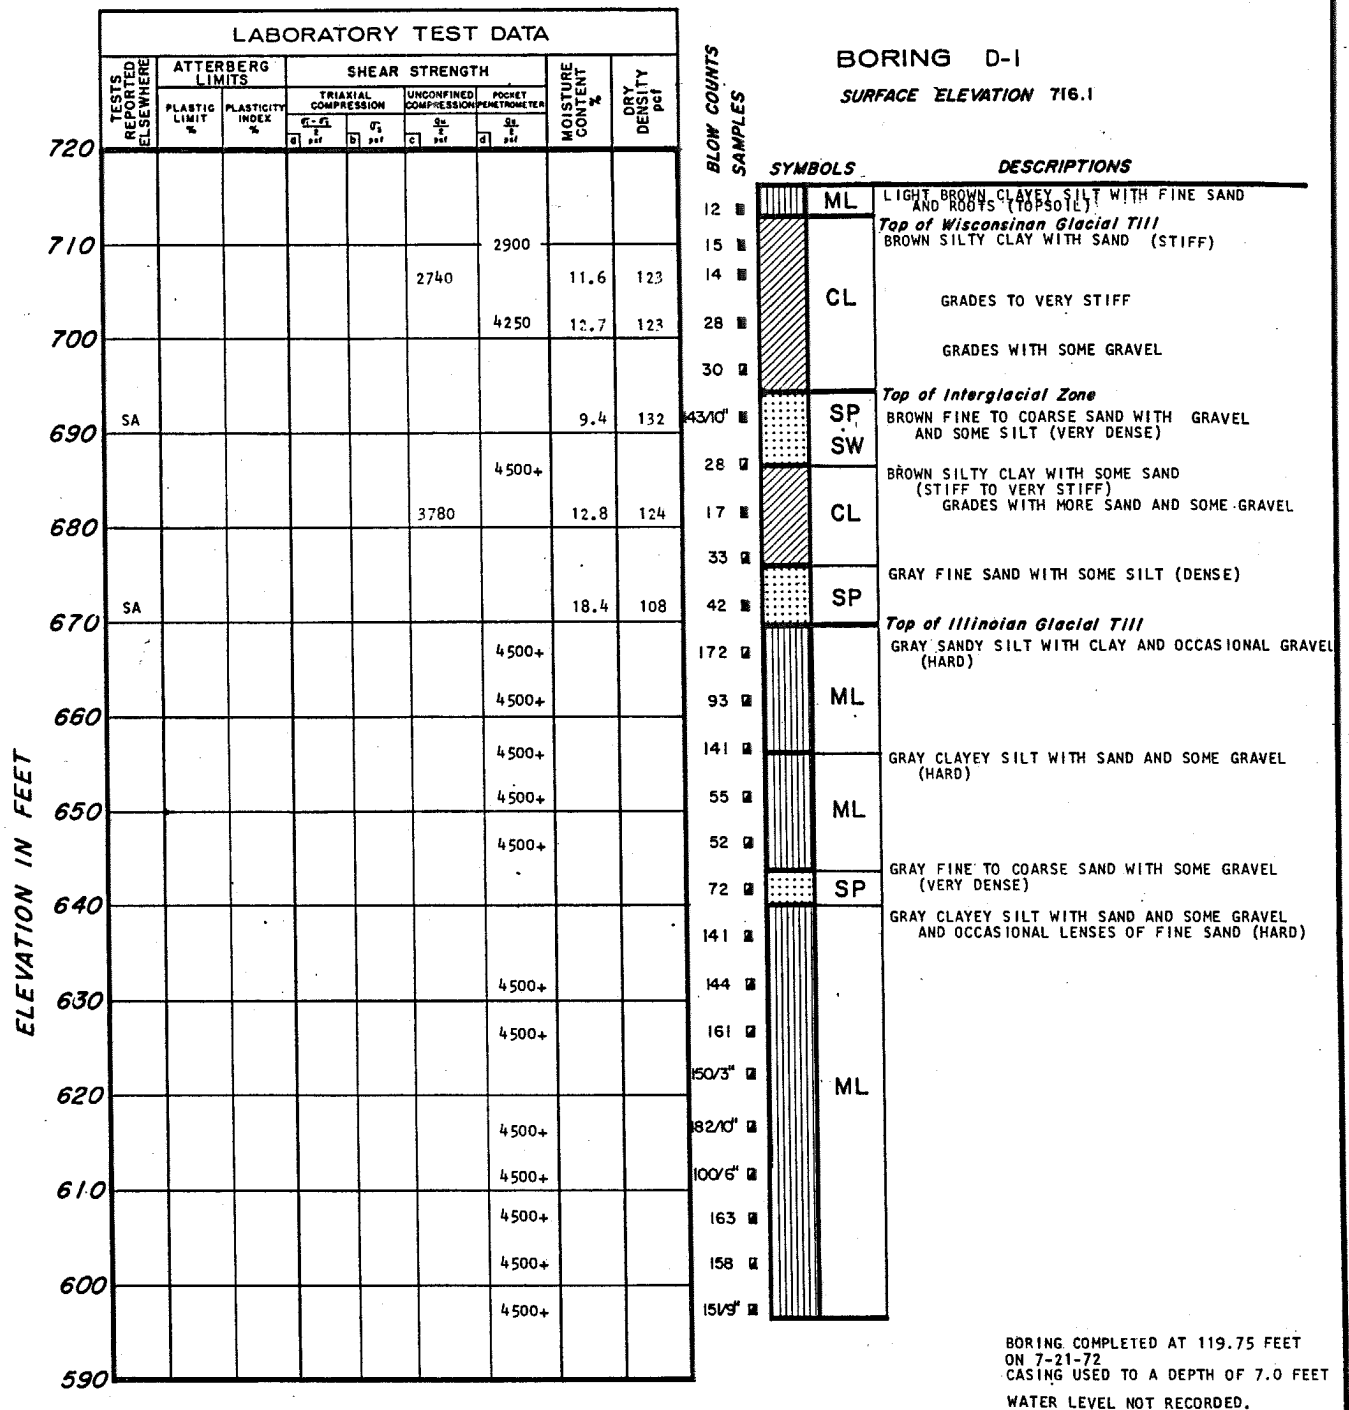 LABORATORY TEST DATA
TESTS REPORTED ELSEWHERE
ATTERBERG LIMITS
SHEAR STRENGTH
MOISTURE CONTENT %
DRY DENSITY pcf
PLASTIC LIMIT %
PLASTICITY INDEX %
TRIAXIAL COMPRESSION
UNCONFINED COMPRESSION
POCKET PENETROMETER
BLOW COUNTS
SAMPLES
BORING D-1
SURFACE ELEVATION 716.1
SYMBOLS DESCRIPTIONS
720
12 ML LIGHT BROWN CLAYEY SILT WITH FINE SAND
AND ROOTS (TOPSOIL)
Top of Wisconsinan Glacial Till
710 2900 15 BROWN SILTY CLAY WITH SAND (STIFF)
2740 11.6 123 14
CL GRADES TO VERY STIFF
4250 12.7 123 28
700
GRADES WITH SOME GRAVEL
30
Top of Interglacial Zone
SA 9.4 132 143/10" SP BROWN FINE TO COARSE SAND WITH GRAVEL
690 SW AND SOME SILT (VERY DENSE)
4500+ 28
BROWN SILTY CLAY WITH SOME SAND
(STIFF TO VERY STIFF)
GRADES WITH MORE SAND AND SOME GRAVEL
3780 12.8 124 17 CL
680
33
GRAY FINE SAND WITH SOME SILT (DENSE)
SA 18.4 108 42 SP
670 Top of Illinoian Glacial Till
4500+ 172 GRAY SANDY SILT WITH CLAY AND OCCASIONAL GRAVEL
(HARD)
4500+ 93 ML
660
4500+ 141
GRAY CLAYEY SILT WITH SAND AND SOME GRAVEL
(HARD)
4500+ 55
650 ML
4500+ 52
GRAY FINE TO COARSE SAND WITH SOME GRAVEL
72 SP (VERY DENSE)
640
GRAY CLAYEY SILT WITH SAND AND SOME GRAVEL
141 AND OCCASIONAL LENSES OF FINE SAND (HARD)
4500+ 144
630
4500+ 161
150/3"
ML
620
4500+ 182/10"
4500+ 100/6"
610
4500+ 163
4500+ 158
600
4500+ 151/9"
590
ELEVATION IN FEET
BORING COMPLETED AT 119.75 FEET
ON 7-21-72
CASING USED TO A DEPTH OF 7.0 FEET
WATER LEVEL NOT RECORDED.